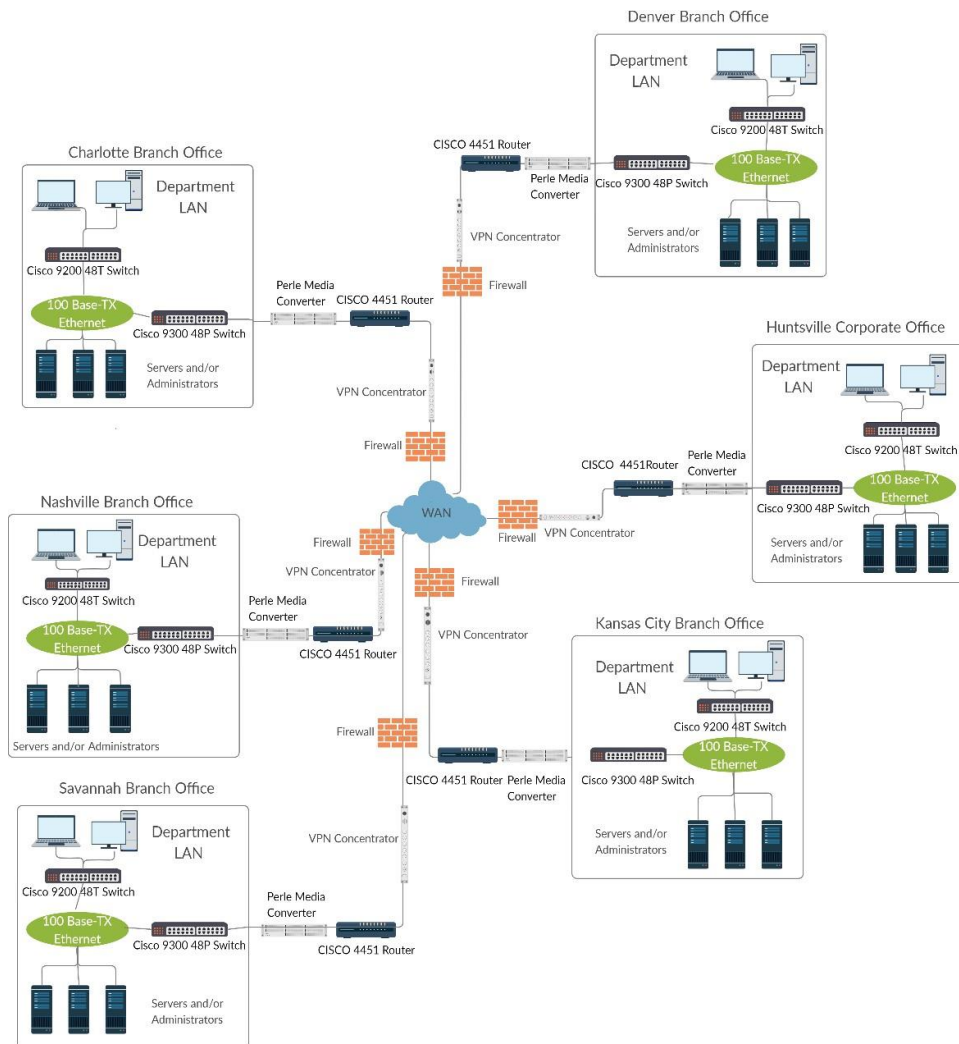 Denver Branch Office
Department
LAN
Cisco 9200 48T Switch
CISCO 4451 Router
Perle Media
Converter
Cisco 9300 48P Switch
100 Base-TX
Ethernet
VPN Concentrator
Servers and/or
Administrators
Firewall
Charlotte Branch Office
Department
LAN
Cisco 9200 48T Switch
100 Base-TX
Ethernet
Cisco 9300 48P Switch
Perle Media
Converter
CISCO 4451 Router
Servers and/or
Administrators
VPN Concentrator
Firewall
Huntsville Corporate Office
Department
LAN
Cisco 9200 48T Switch
CISCO 4451Router
Perle Media
Converter
Cisco 9300 48P Switch
100 Base-TX
Ethernet
WAN
Firewall
VPN Concentrator
Servers and/or
Administrators
Nashville Branch Office
Department
LAN
Cisco 9200 48T Switch
100 Base-TX
Ethernet
Cisco 9300 48P Switch
Perle Media
Converter
CISCO 4451 Router
Firewall
VPN Concentrator
Servers and/or Administrators
Firewall
VPN Concentrator
Kansas City Branch Office
Department
LAN
Cisco 9200 48T Switch
100 Base-TX
Ethernet
CISCO 4451 Router
Perle Media
Converter
Cisco 9300 48P Switch
Servers and/or
Administrators
Firewall
Savannah Branch Office
Department
LAN
Cisco 9200 48T Switch
100 Base-TX
Ethernet
Cisco 9300 48P Switch
Perle Media
Converter
CISCO 4451 Router
VPN Concentrator
Servers and/or
Administrators